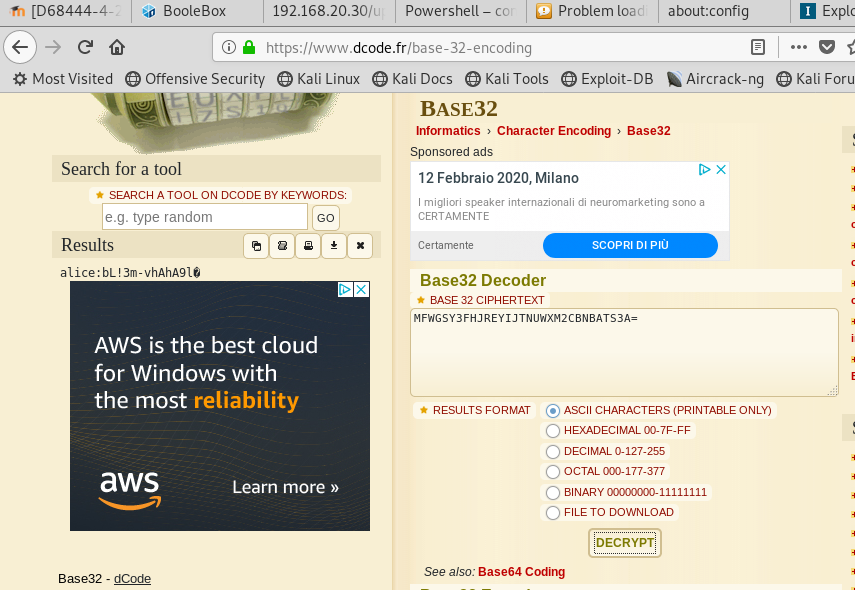 [D68444-4-2
BooleBox
192.168.20.30/up
Powershell – cor
Problem loadi
about:config
Explo
https://www.dcode.fr/base-32-encoding
Most Visited
Offensive Security
Kali Linux
Kali Docs
Kali Tools
Exploit-DB
Aircrack-ng
Kali Foru
Search for a tool
SEARCH A TOOL ON DCODE BY KEYWORDS:
e.g. type random
GO
Results
alice:bL!3m-vhAhA9l�
AWS is the best cloud
for Windows with
the most reliability
aws
Learn more »
Base32 - dCode
BASE32
Informatics › Character Encoding › Base32
Sponsored ads
12 Febbraio 2020, Milano
I migliori speaker internazionali di neuromarketing sono a
CERTAMENTE
Certamente
SCOPRI DI PIÙ
Base32 Decoder
BASE 32 CIPHERTEXT
MFWGSY3FHJREYIJTNUWXM2CBNBATS3A=
RESULTS FORMAT
ASCII CHARACTERS (PRINTABLE ONLY)
HEXADECIMAL 00-7F-FF
DECIMAL 0-127-255
OCTAL 000-177-377
BINARY 00000000-11111111
FILE TO DOWNLOAD
DECRYPT
See also: Base64 Coding